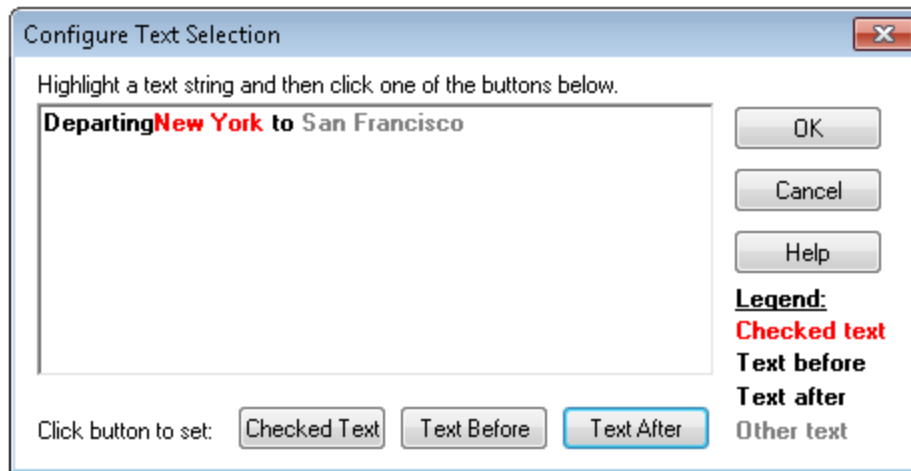 Configure Text Selection
Highlight a text string and then click one of the buttons below.
DepartingNew York to San Francisco
OK
Cancel
Help
Legend:
Checked text
Text before
Text after
Other text
Click button to set: Checked Text Text Before Text After